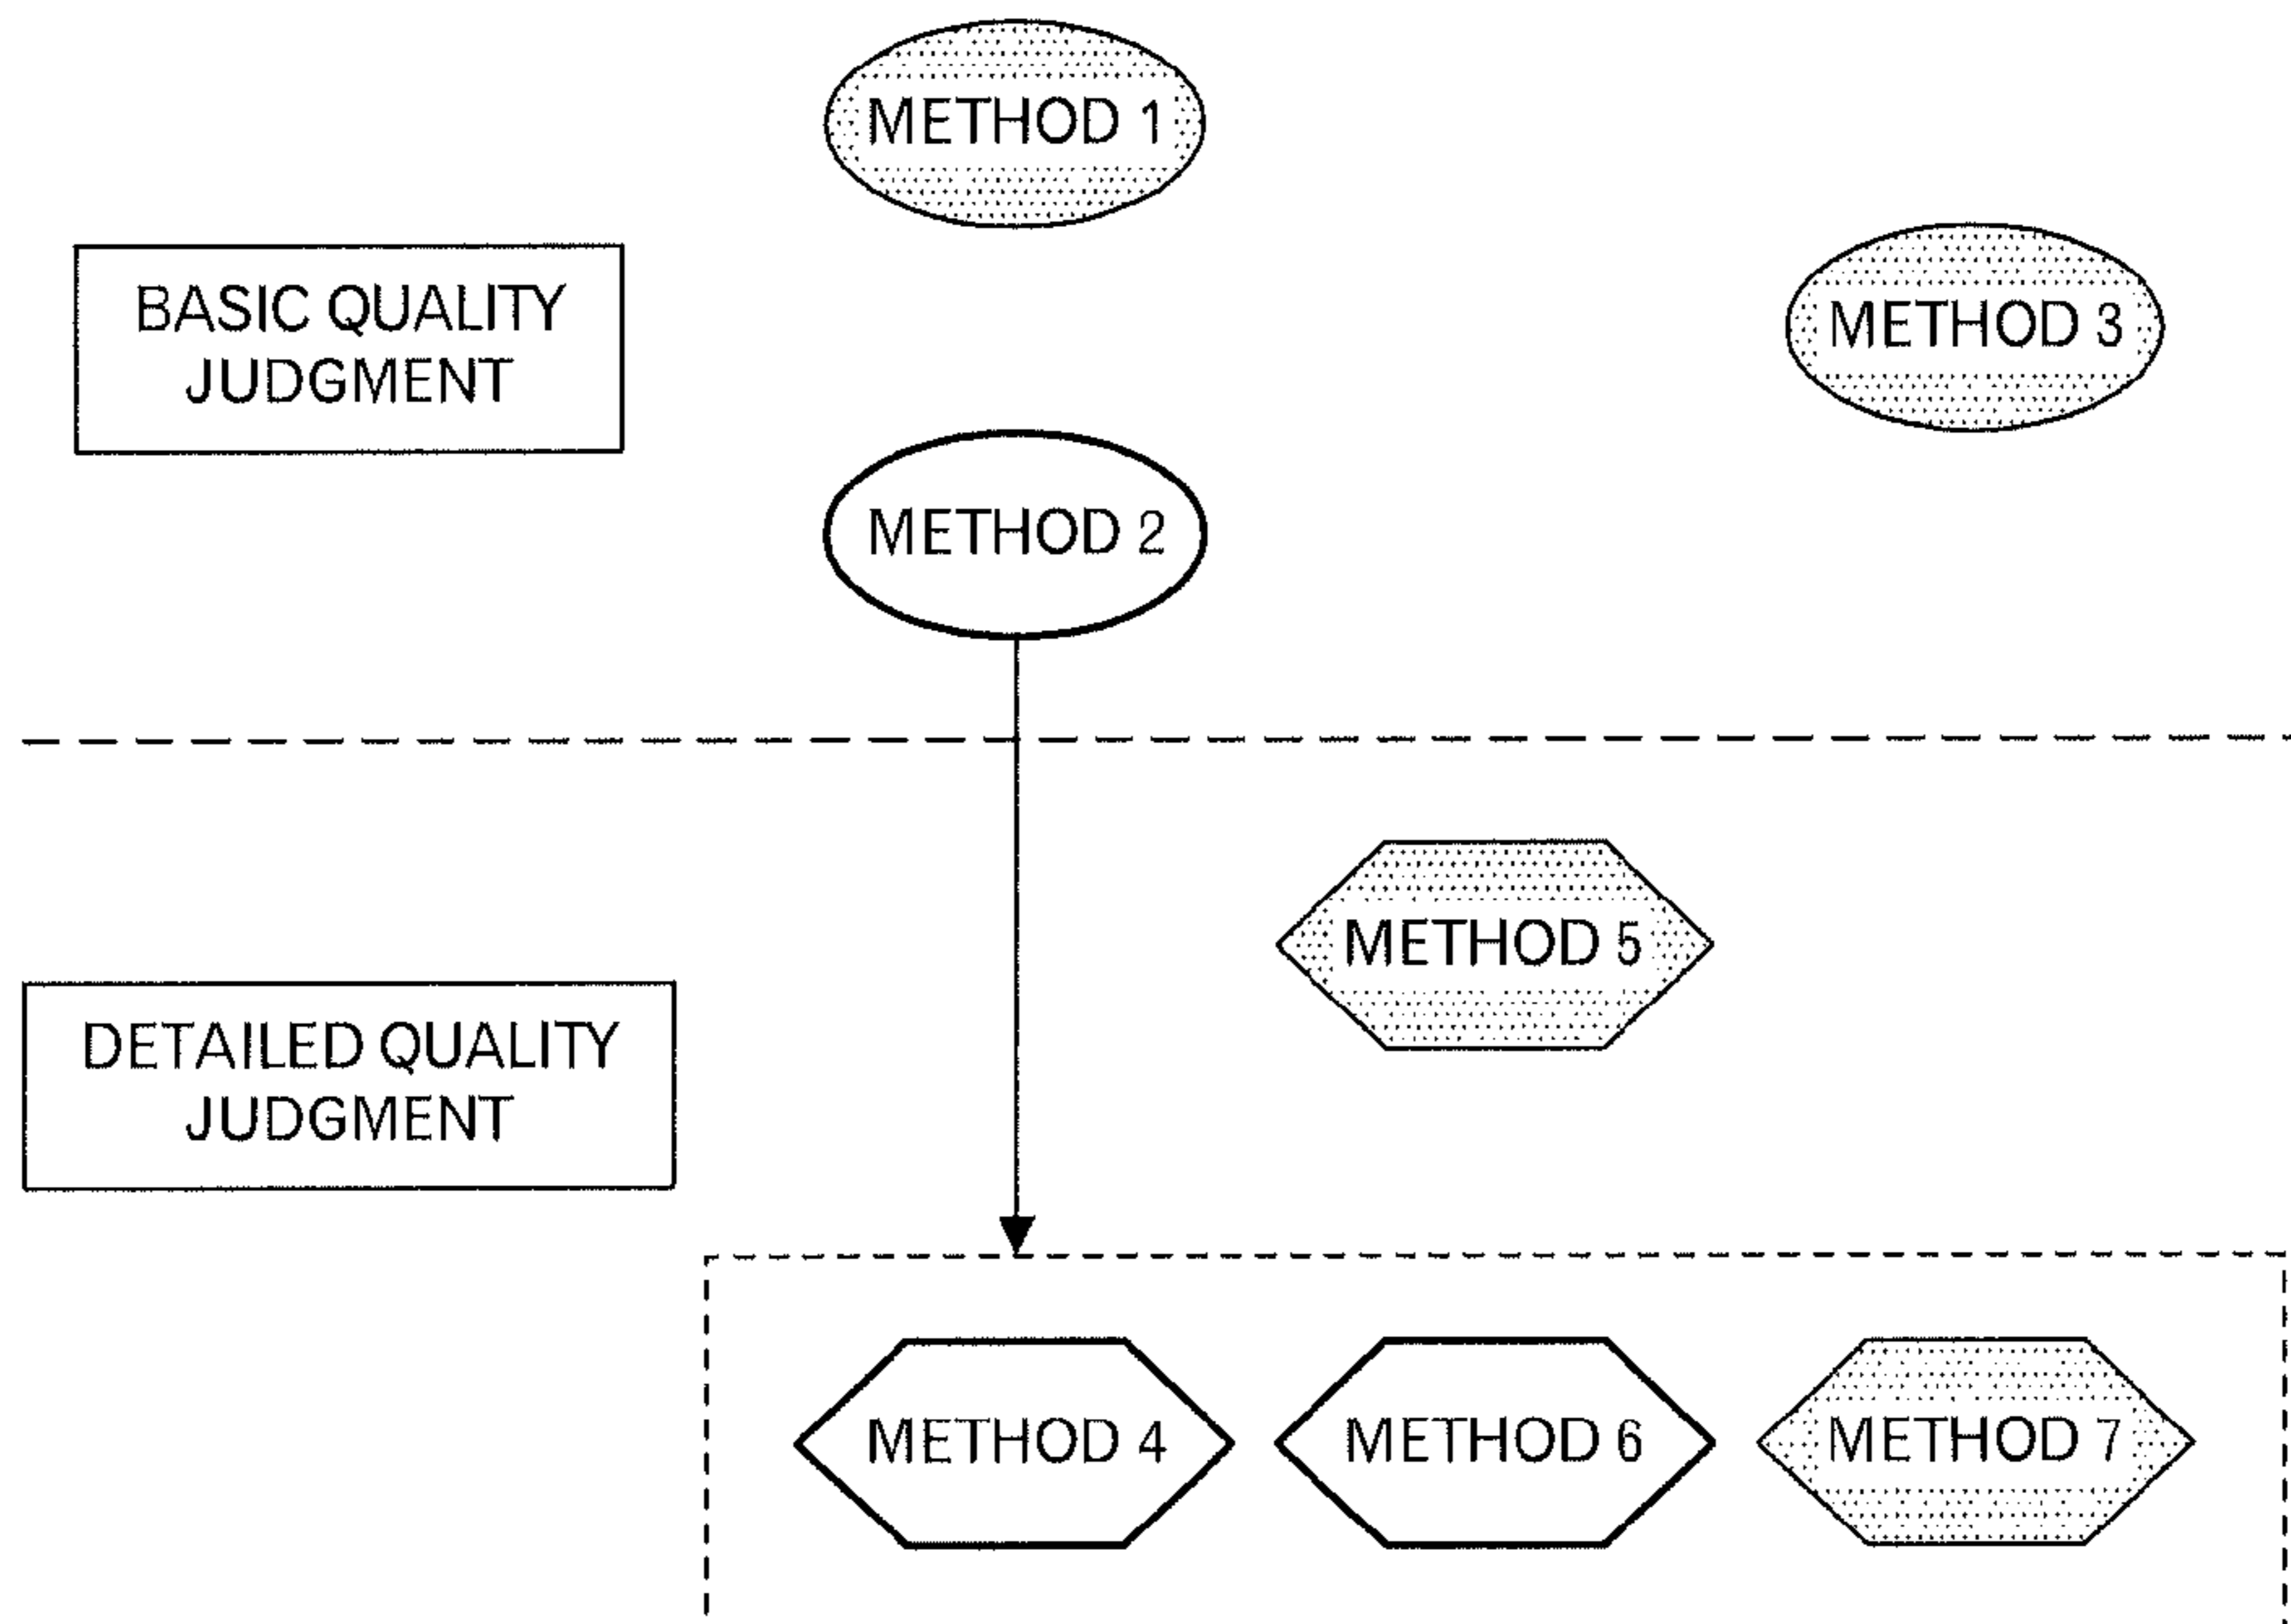 METHOD 1
BASIC QUALITY
JUDGMENT
METHOD 3
METHOD 2
METHOD 5
DETAILED QUALITY
JUDGMENT
METHOD 4
METHOD 6
METHOD 7